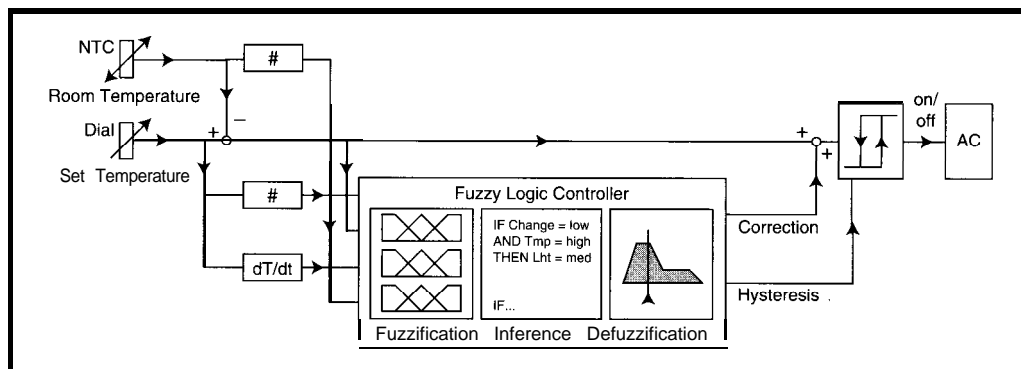 NTC
#
Room Temperature
Dial
+
−
Set Temperature
#
dT/dt
Fuzzy Logic Controller
IF Change = low
AND Tmp = high
THEN Lht = med
IF...
Fuzzification Inference Defuzzification
Correction
Hysteresis
+
+
on/
off
AC